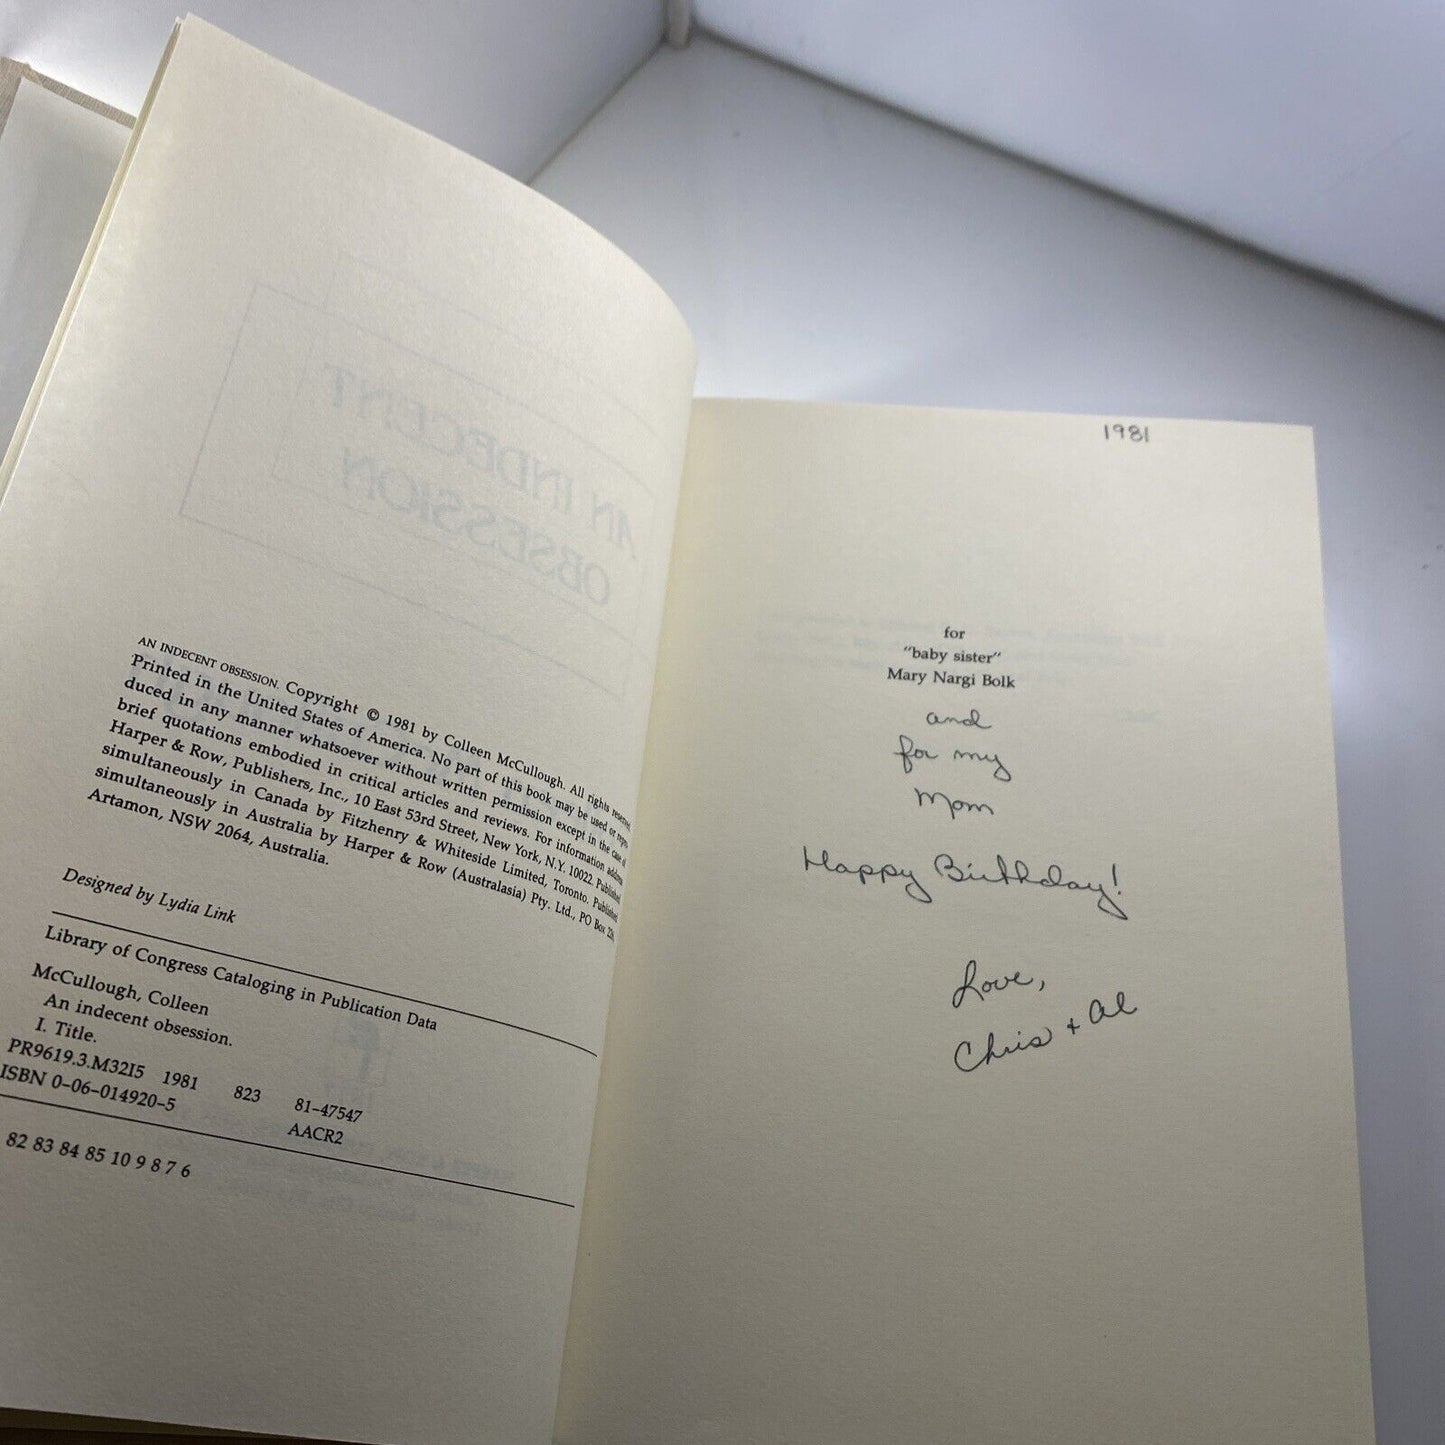 AN INDECENT
OBSESSION
AN INDECENT OBSESSION. Copyright © 1981 by Colleen McCullough. All rights reserved.
Printed in the United States of America. No part of this book may be used or repro-
duced in any manner whatsoever without written permission except in the case of
brief quotations embodied in critical articles and reviews. For information address
Harper & Row, Publishers, Inc., 10 East 53rd Street, New York, N.Y. 10022. Published
simultaneously in Canada by Fitzhenry & Whiteside Limited, Toronto. Published
simultaneously in Australia by Harper & Row (Australasia) Pty. Ltd., PO Box 226,
Artamon, NSW 2064, Australia.
Designed by Lydia Link
Library of Congress Cataloging in Publication Data
McCullough, Colleen
An indecent obsession.
I. Title.
PR9619.3.M32I5 1981 823 81–47547
ISBN 0–06–014920–5 AACR2
82 83 84 85 10 9 8 7 6
1981
for
"baby sister"
Mary Nargi Bolk
and
for my
Mom
Happy Birthday!
Love,
Chris + Al